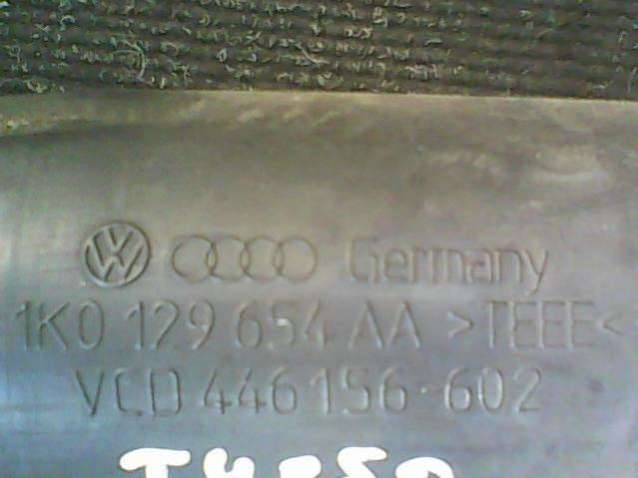 Germany
1K0 129 654 AA >TEEE<
VCD 446156-602